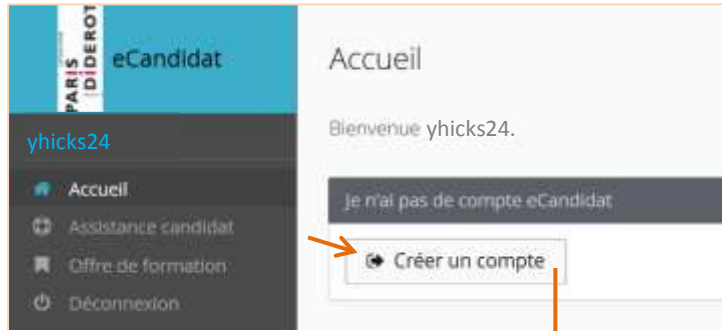 PARIS
DIDEROT
eCandidat
yhicks24
Accueil
Assistance candidat
Offre de formation
Déconnexion
Accueil
Bienvenue yhicks24.
Je n'ai pas de compte eCandidat
Créer un compte